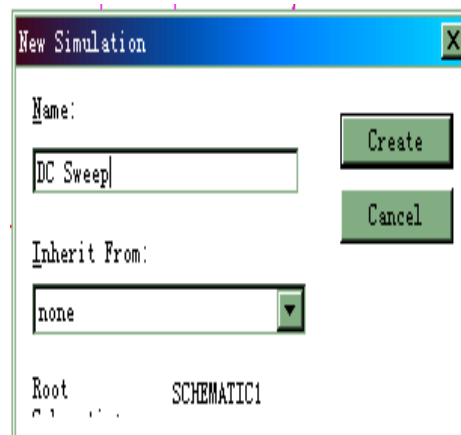 New Simulation
X
Name:
Create
DC Sweep
Cancel
Inherit From:
none
Root
SCHEMATIC1